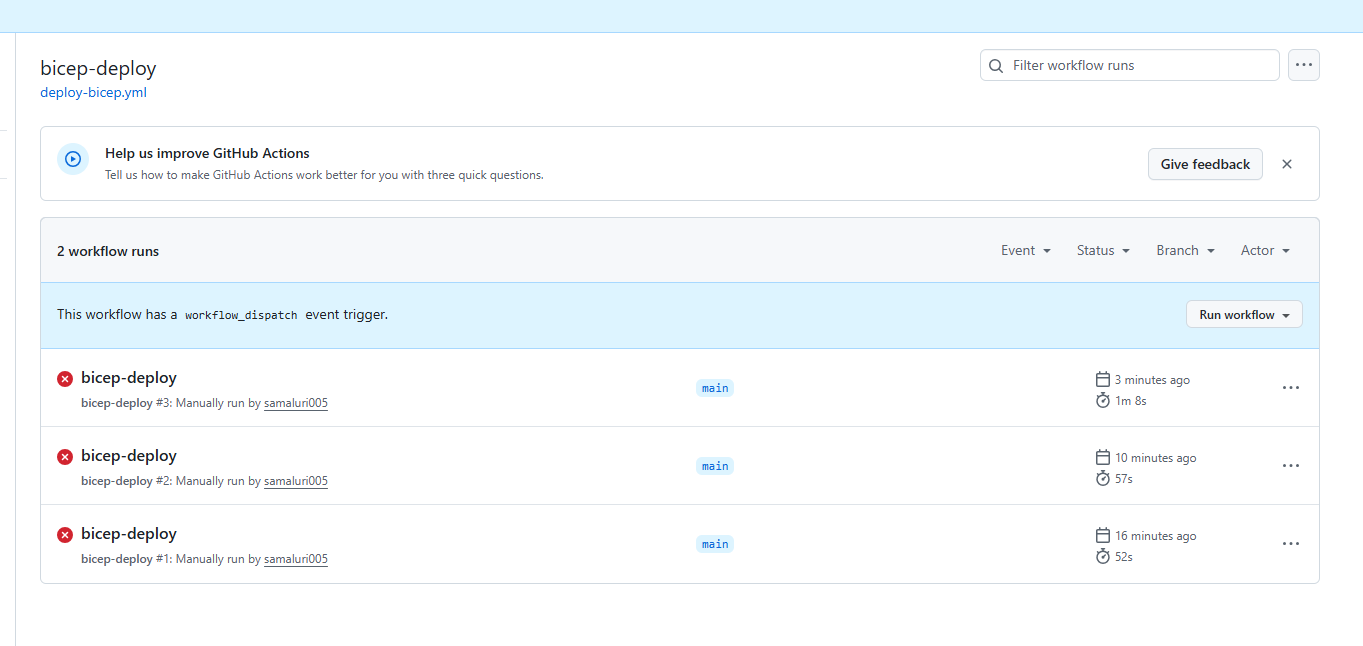 bicep-deploy
deploy-bicep.yml
Filter workflow runs
Help us improve GitHub Actions
Tell us how to make GitHub Actions work better for you with three quick questions.
Give feedback
2 workflow runs
Event Status Branch Actor
This workflow has a workflow_dispatch event trigger.
Run workflow
bicep-deploy
bicep-deploy #3: Manually run by samaluri005
main
3 minutes ago
1m 8s
bicep-deploy
bicep-deploy #2: Manually run by samaluri005
main
10 minutes ago
57s
bicep-deploy
bicep-deploy #1: Manually run by samaluri005
main
16 minutes ago
52s